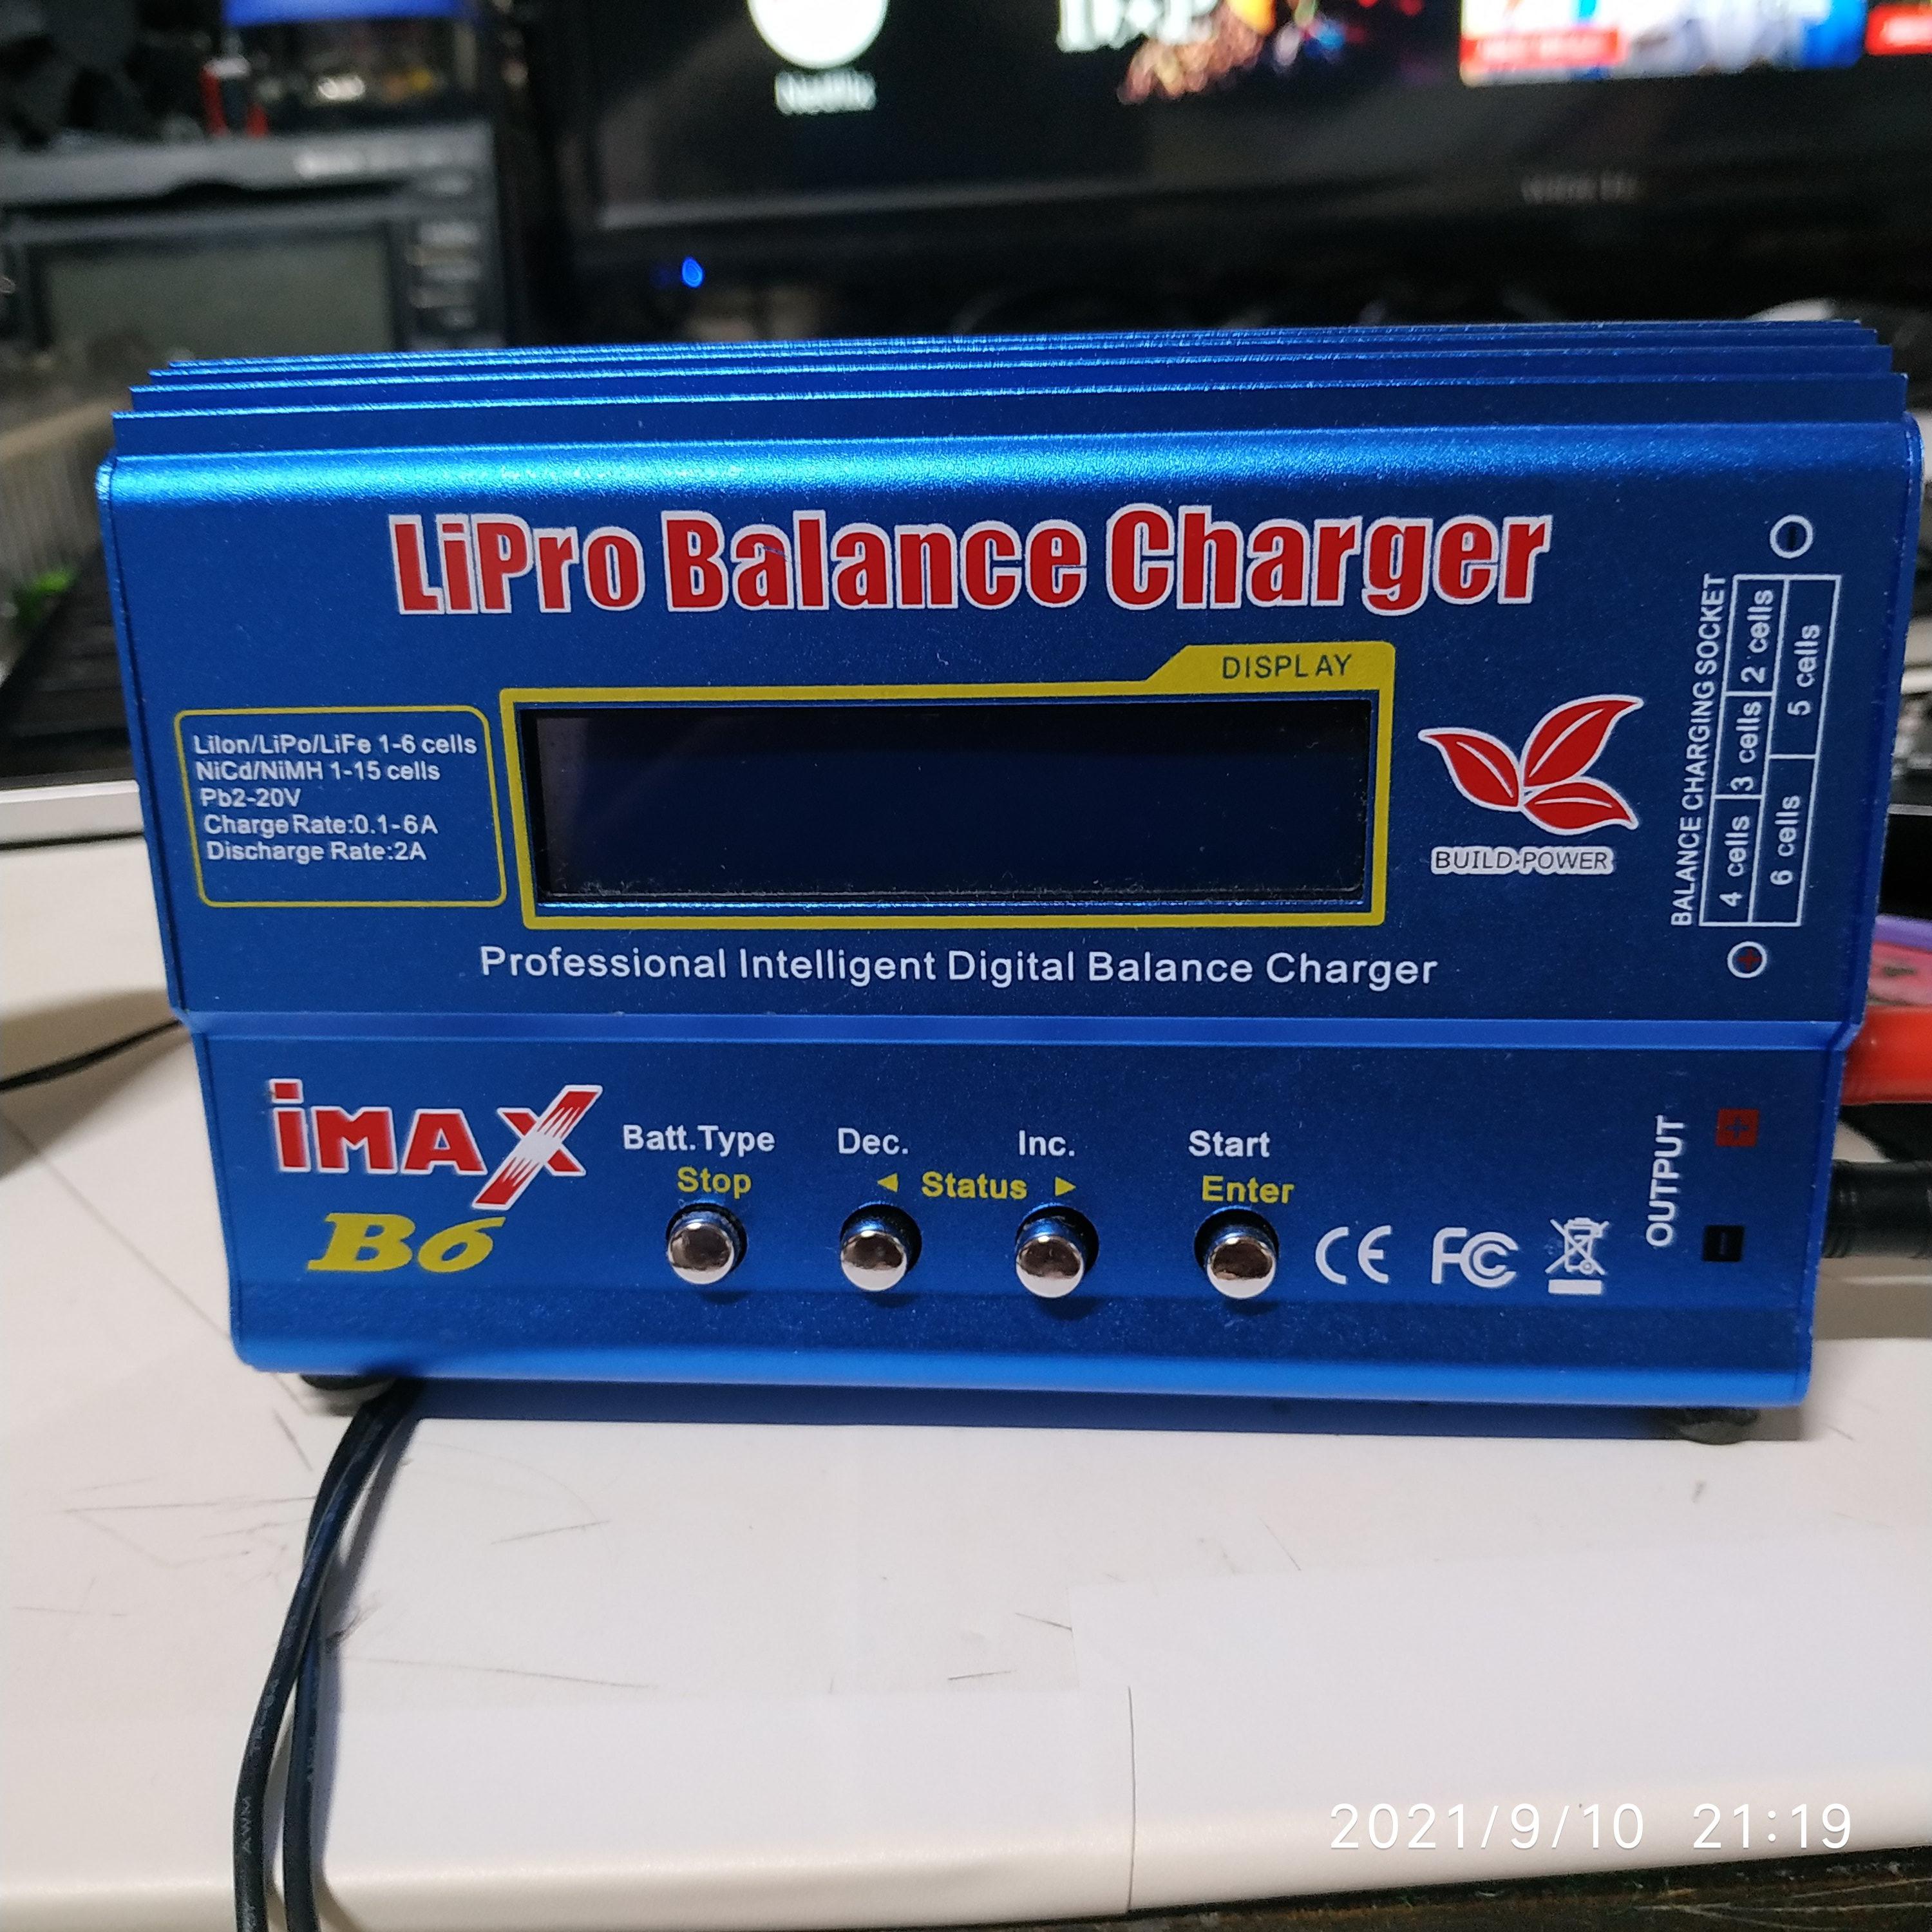 Netflix
LiPro Balance Charger
DISPLAY
LiIon/LiPo/LiFe 1-6 cells
NiCd/NiMH 1-15 cells
Pb2-20V
Charge Rate:0.1-6A
Discharge Rate:2A
BUILD-POWER
Professional Intelligent Digital Balance Charger
BALANCE CHARGING SOCKET
4 cells 3 cells 2 cells
6 cells 5 cells
iMAX
B6
Batt.Type Dec. Inc. Start
Stop ◄ Status ► Enter
CE FC
OUTPUT
+
-
AWM
2021/9/10 21:19